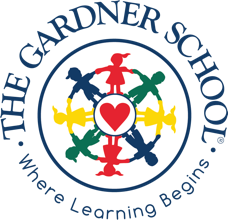 THE GARDNER SCHOOL ®
• Where Learning Begins •